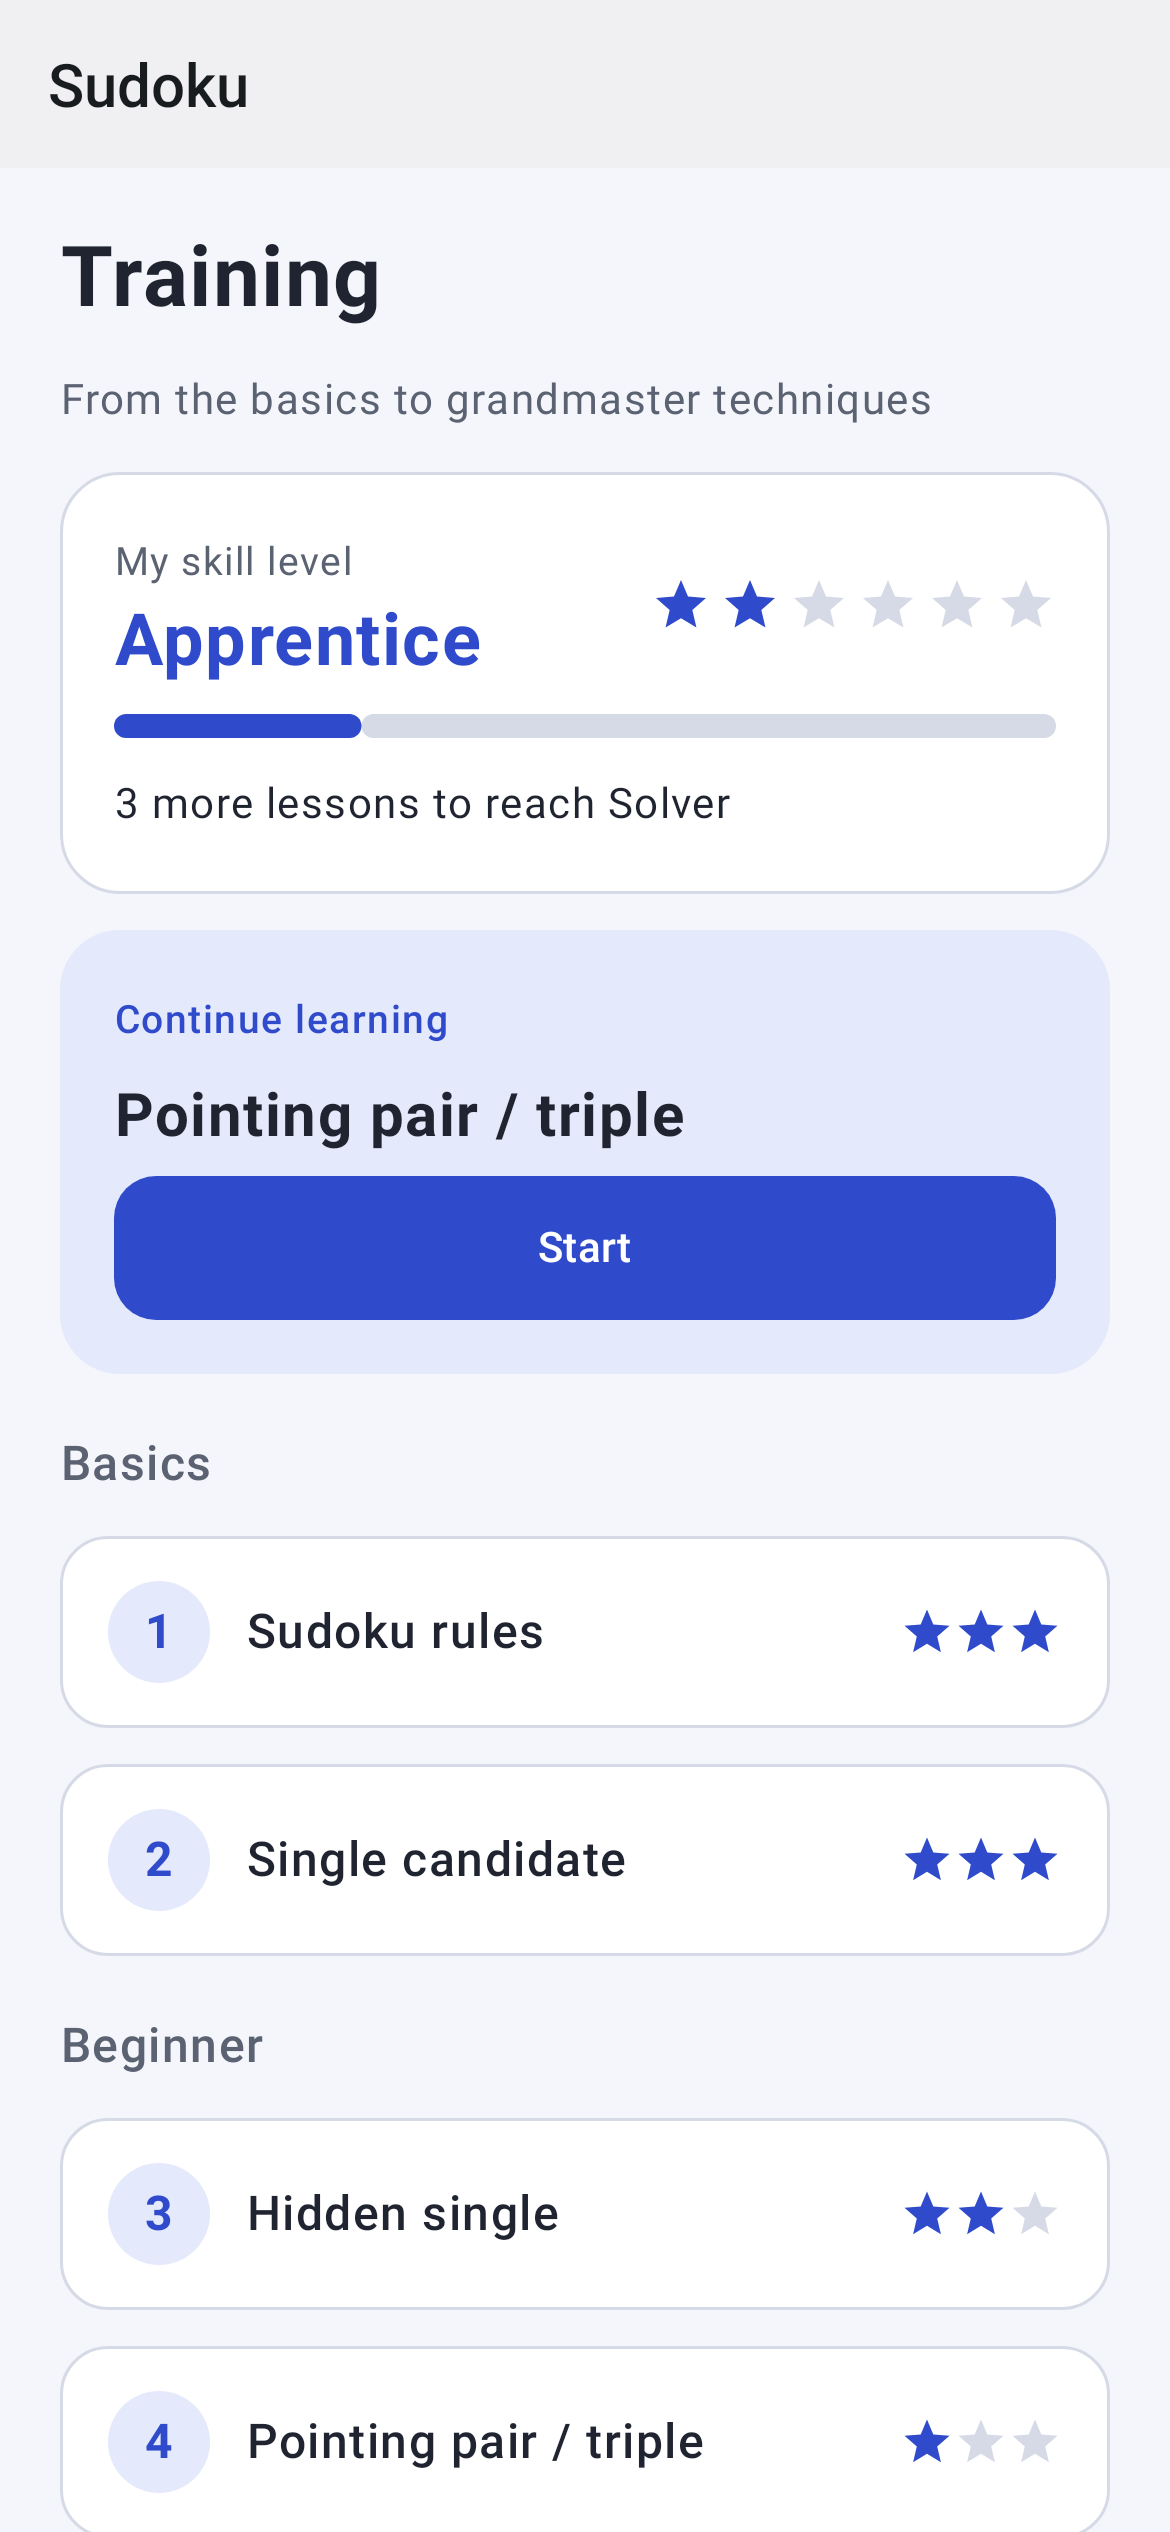 Sudoku
Training
From the basics to grandmaster techniques
My skill level
Apprentice
3 more lessons to reach Solver
Continue learning
Pointing pair / triple
Start
Basics
1 Sudoku rules
2 Single candidate
Beginner
3 Hidden single
4 Pointing pair / triple